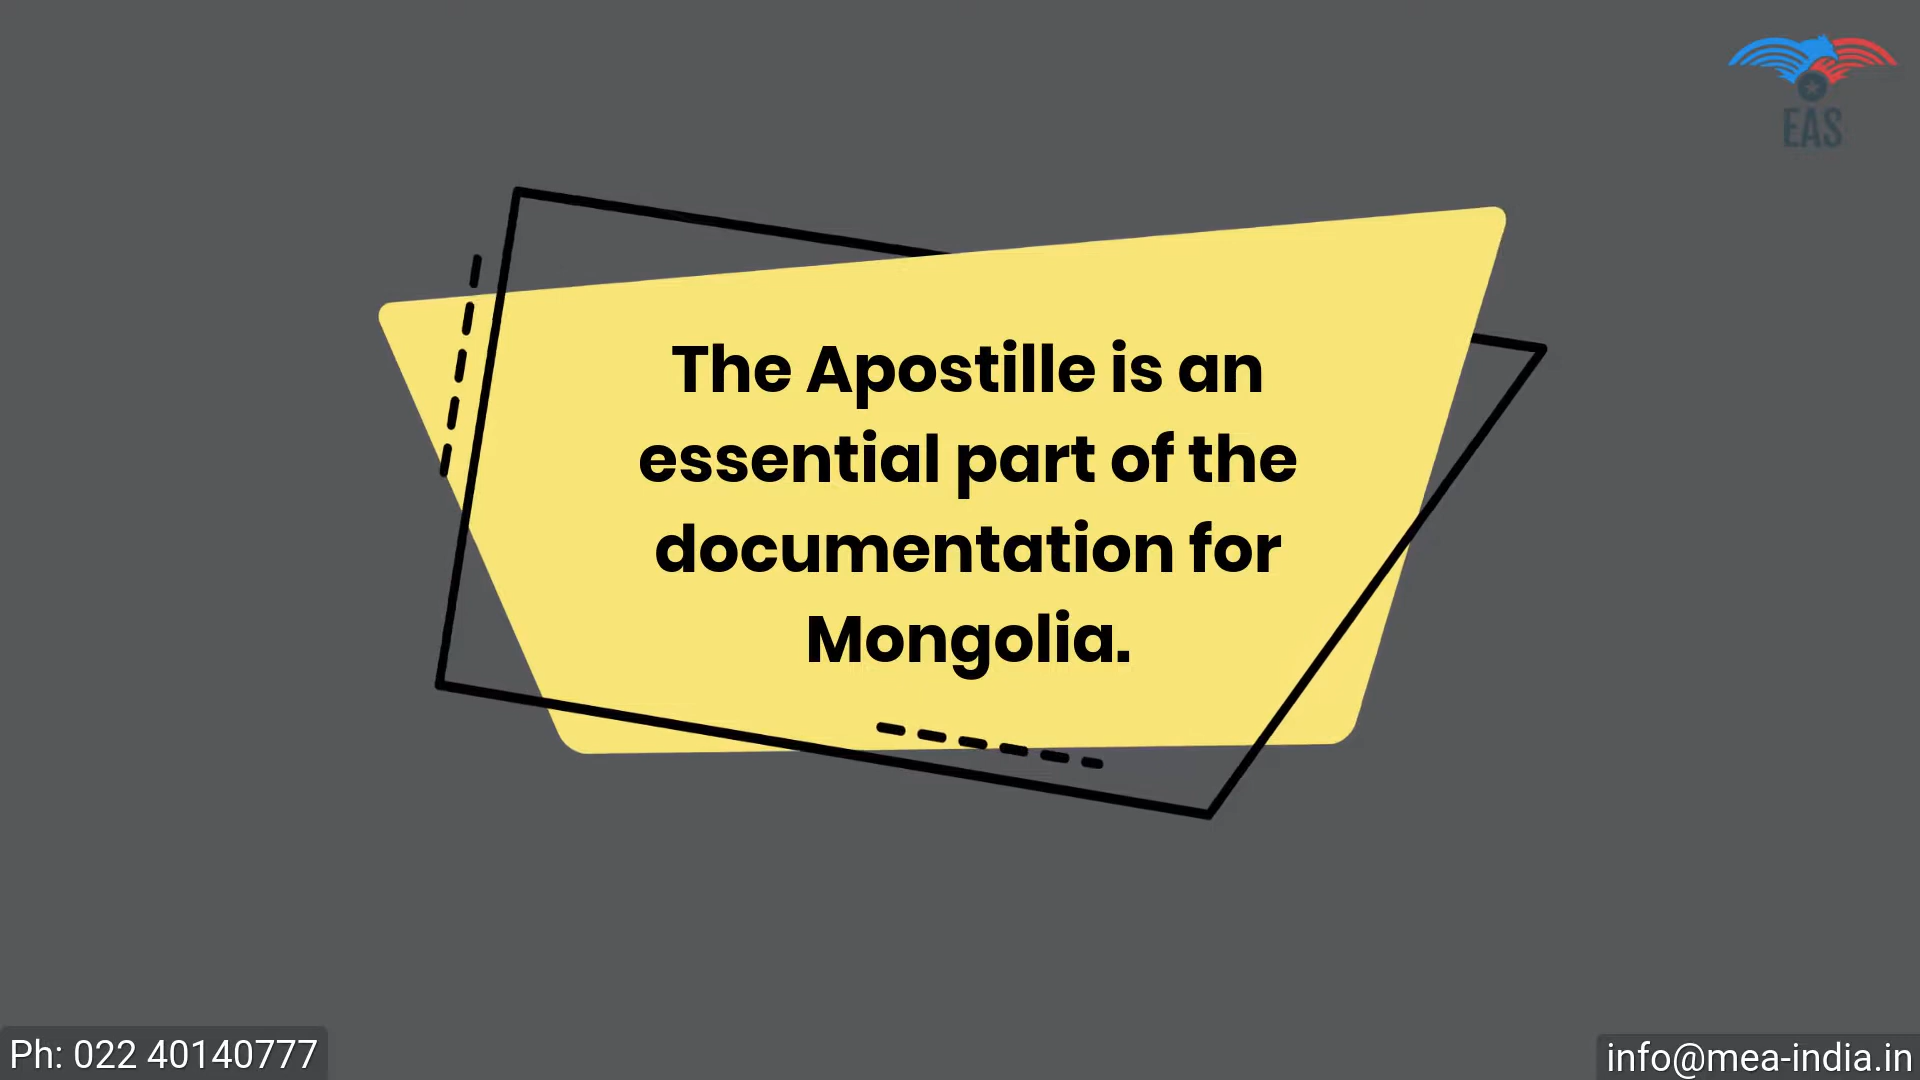 EAS
The Apostille is an
essential part of the
documentation for
Mongolia.
Ph: 022 40140777
info@mea-india.in